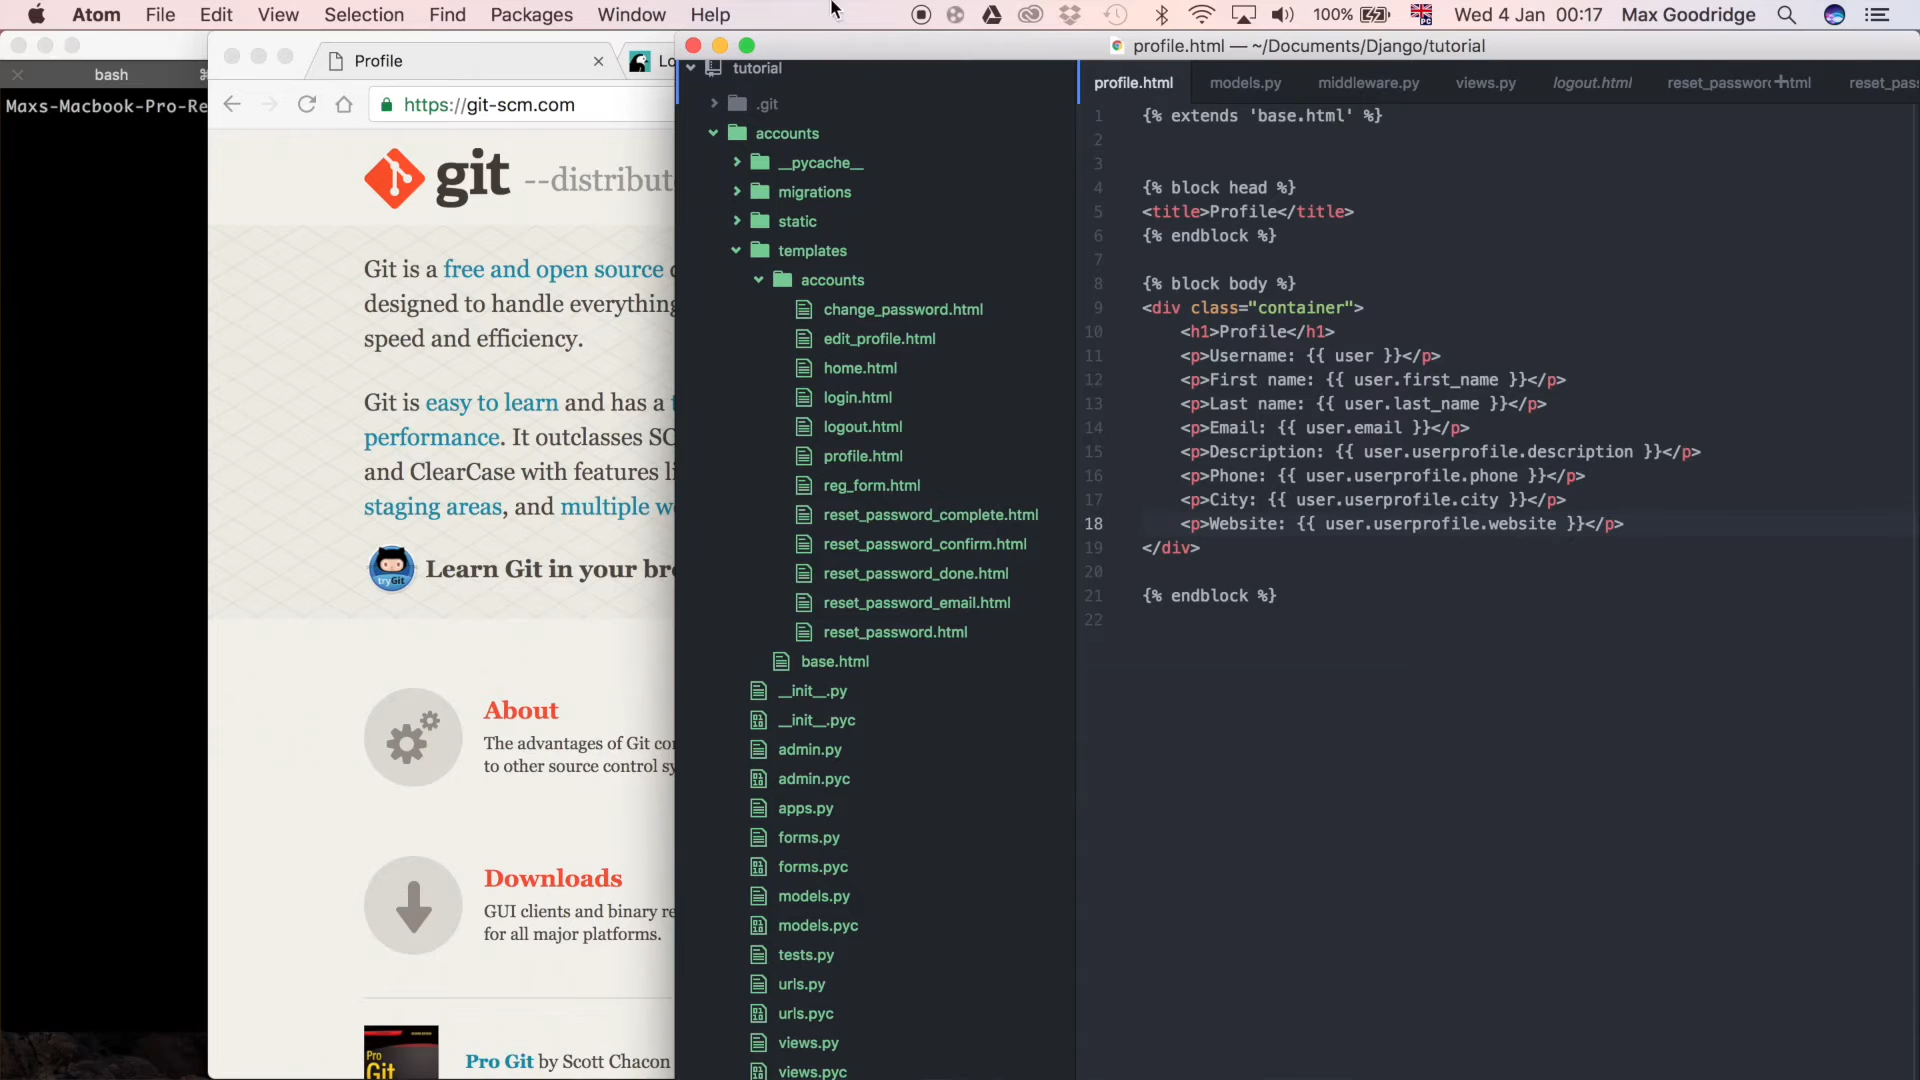 Atom File Edit View Selection Find Packages Window Help
100% Wed 4 Jan 00:17 Max Goodridge
bash
Maxs-Macbook-Pro-Re
Profile
Lo
https://git-scm.com
git --distribut
Git is a free and open source
designed to handle everything
speed and efficiency.
Git is easy to learn and has a t
performance. It outclasses SC
and ClearCase with features li
staging areas, and multiple w
tryGit
Learn Git in your br
About
The advantages of Git co
to other source control sy
Downloads
GUI clients and binary re
for all major platforms.
Pro Git
Pro Git by Scott Chacon
profile.html — ~/Documents/Django/tutorial
tutorial
.git
accounts
__pycache__
migrations
static
templates
accounts
change_password.html
edit_profile.html
home.html
login.html
logout.html
profile.html
reg_form.html
reset_password_complete.html
reset_password_confirm.html
reset_password_done.html
reset_password_email.html
reset_password.html
base.html
__init__.py
__init__.pyc
admin.py
admin.pyc
apps.py
forms.py
forms.pyc
models.py
models.pyc
tests.py
urls.py
urls.pyc
views.py
views.pyc
profile.html models.py middleware.py views.py logout.html reset_password.html reset_pas
1 {% extends 'base.html' %}
2
3
4 {% block head %}
5 <title>Profile</title>
6 {% endblock %}
7
8 {% block body %}
9 <div class="container">
10 <h1>Profile</h1>
11 <p>Username: {{ user }}</p>
12 <p>First name: {{ user.first_name }}</p>
13 <p>Last name: {{ user.last_name }}</p>
14 <p>Email: {{ user.email }}</p>
15 <p>Description: {{ user.userprofile.description }}</p>
16 <p>Phone: {{ user.userprofile.phone }}</p>
17 <p>City: {{ user.userprofile.city }}</p>
18 <p>Website: {{ user.userprofile.website }}</p>
19 </div>
20
21 {% endblock %}
22